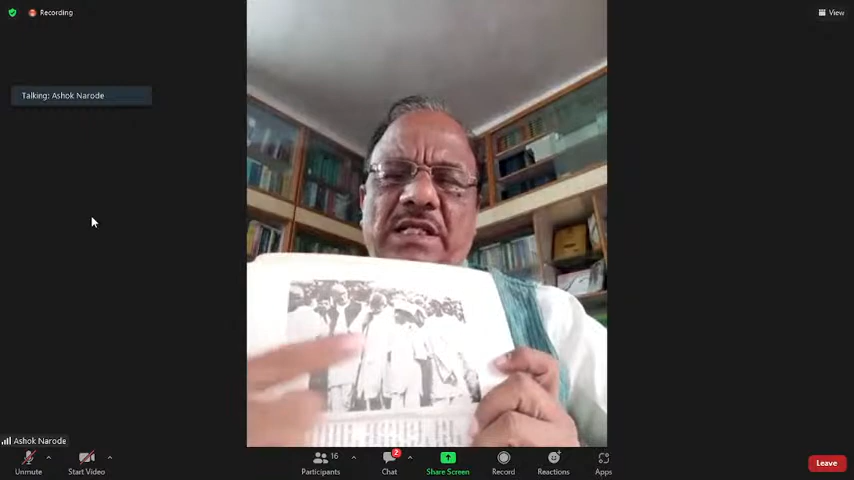 Recording
View
Talking: Ashok Narode
Ashok Narode
Unmute
Start Video
16
Participants
2
Chat
Share Screen
Record
Reactions
Apps
Leave